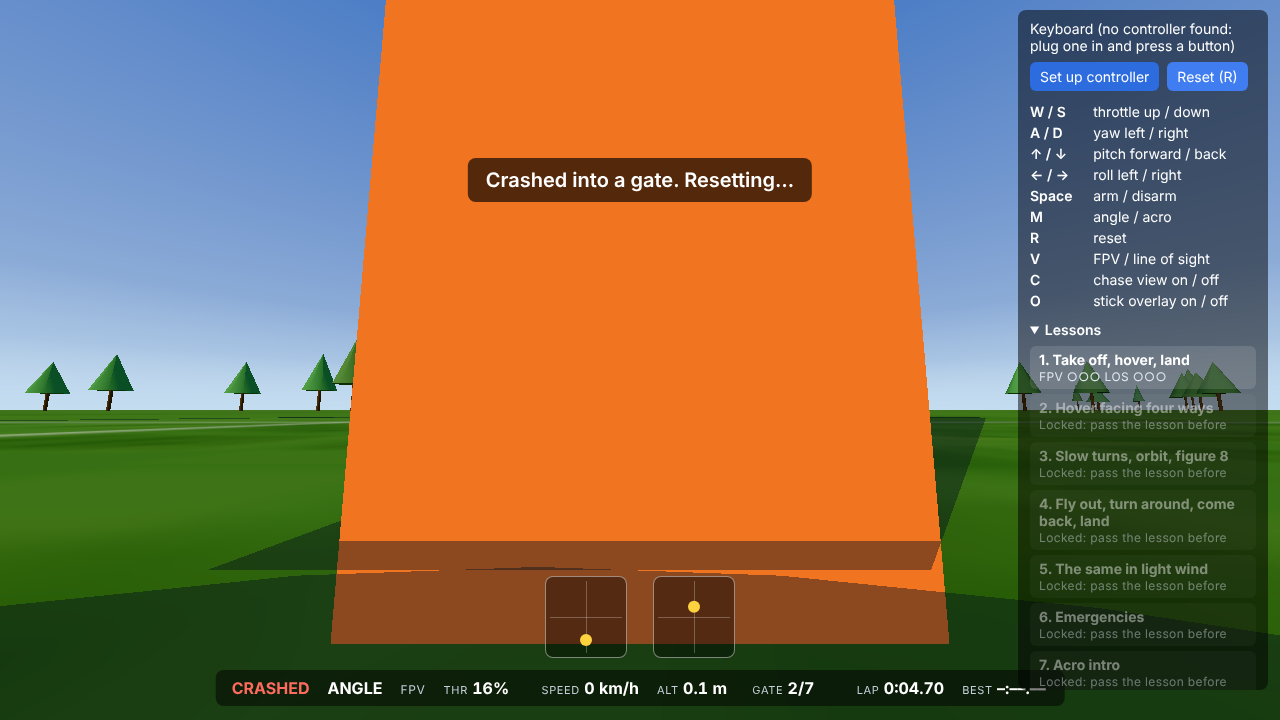 Keyboard (no controller found:
plug one in and press a button)
Set up controller
Reset (R)
W / S throttle up / down
A / D yaw left / right
↑ / ↓ pitch forward / back
← / → roll left / right
Space arm / disarm
M angle / acro
R reset
V FPV / line of sight
C chase view on / off
O stick overlay on / off
▼ Lessons
1. Take off, hover, land
FPV ○○○ LOS ○○○
2. Hover facing four ways
Locked: pass the lesson before
3. Slow turns, orbit, figure 8
Locked: pass the lesson before
4. Fly out, turn around, come
back, land
Locked: pass the lesson before
5. The same in light wind
Locked: pass the lesson before
6. Emergencies
Locked: pass the lesson before
7. Acro intro
Locked: pass the lesson before
Crashed into a gate. Resetting...
CRASHED ANGLE FPV THR 16% SPEED 0 km/h ALT 0.1 m GATE 2/7 LAP 0:04.70 BEST –:––.––